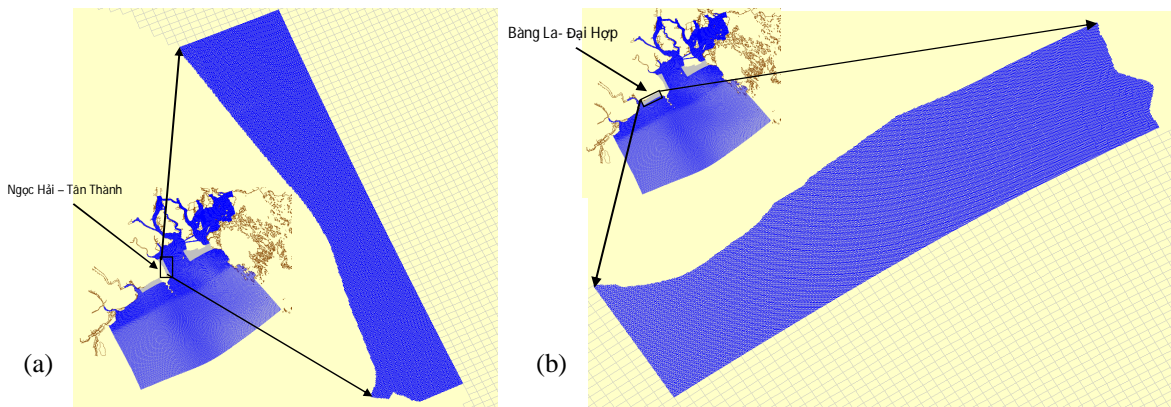 Ngọc Hải – Tân Thành
(a)
Bàng La- Đại Hợp
(b)